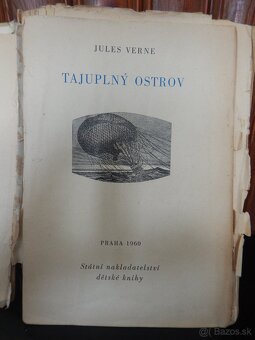 JULES VERNE
TAJUPLNÝ OSTROV
PRAHA 1960
Státní nakladatelství
dětské knihy
Bazos.sk